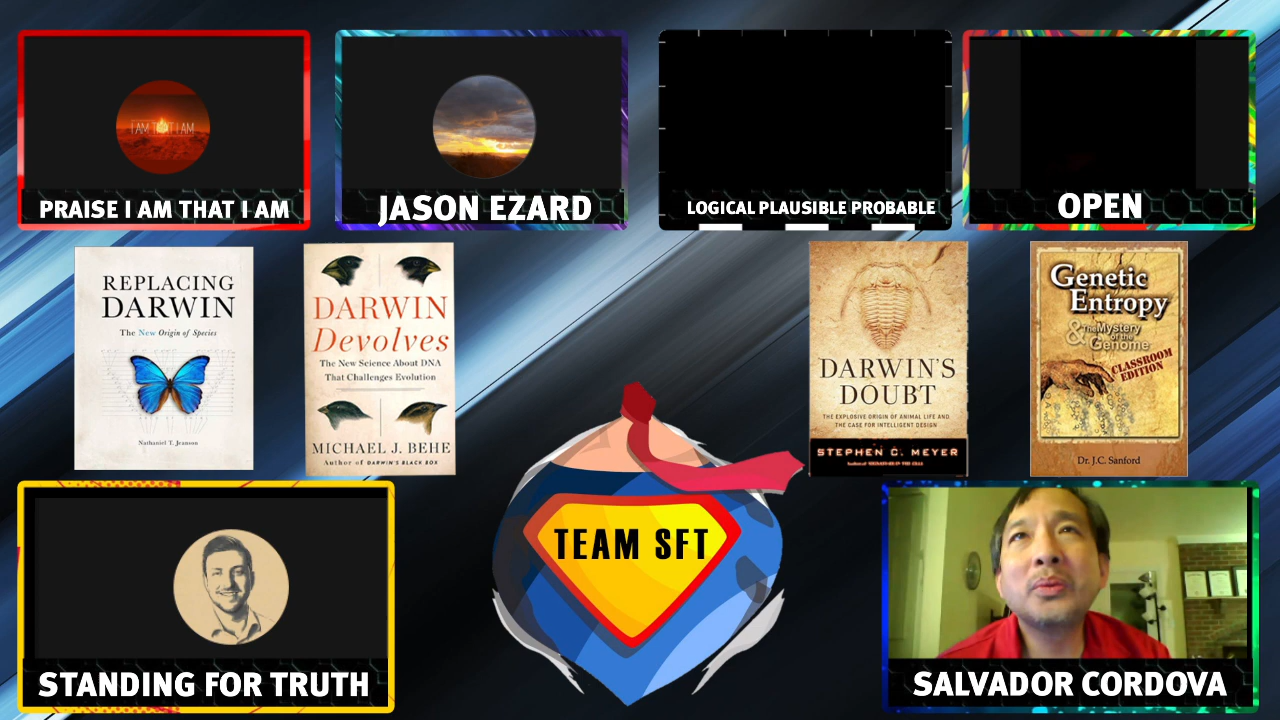 I AM THAT I AM
PRAISE I AM THAT I AM
JASON EZARD
LOGICAL PLAUSIBLE PROBABLE
OPEN
REPLACING
DARWIN
The New Origin of Species
Nathaniel T. Jeanson
DARWIN
Devolves
The New Science About DNA
That Challenges Evolution
MICHAEL J. BEHE
Author of DARWIN'S BLACK BOX
DARWIN'S
DOUBT
THE EXPLOSIVE ORIGIN OF ANIMAL LIFE AND
THE CASE FOR INTELLIGENT DESIGN
STEPHEN C. MEYER
Genetic
Entropy
& The Mystery
of the
Genome
CLASSROOM
EDITION
Dr. J.C. Sanford
TEAM SFT
STANDING FOR TRUTH
SALVADOR CORDOVA